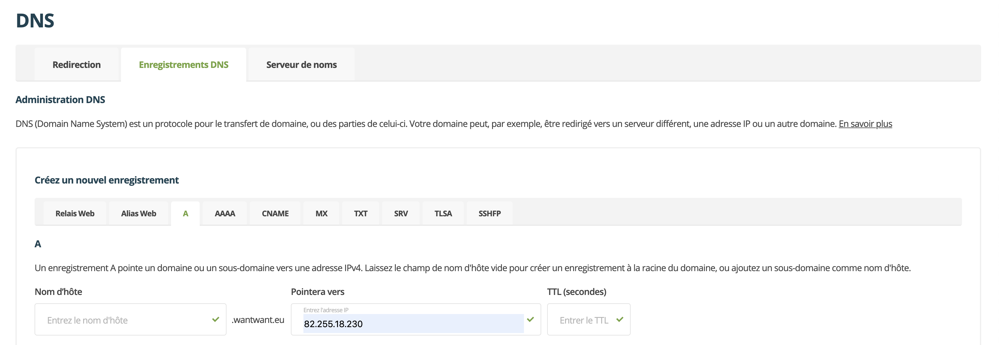 DNS
Redirection
Enregistrements DNS
Serveur de noms
Administration DNS
DNS (Domain Name System) est un protocole pour le transfert de domaine, ou des parties de celui-ci. Votre domaine peut, par exemple, être redirigé vers un serveur différent, une adresse IP ou un autre domaine. En savoir plus
Créez un nouvel enregistrement
Relais Web
Alias Web
A
AAAA
CNAME
MX
TXT
SRV
TLSA
SSHFP
A
Un enregistrement A pointe un domaine ou un sous-domaine vers une adresse IPv4. Laissez le champ de nom d'hôte vide pour créer un enregistrement à la racine du domaine, ou ajoutez un sous-domaine comme nom d'hôte.
Nom d’hôte
Pointera vers
TTL (secondes)
Entrez le nom d'hôte
.wantwant.eu
Entrez l'adresse IP
82.255.18.230
Entrer le TTL